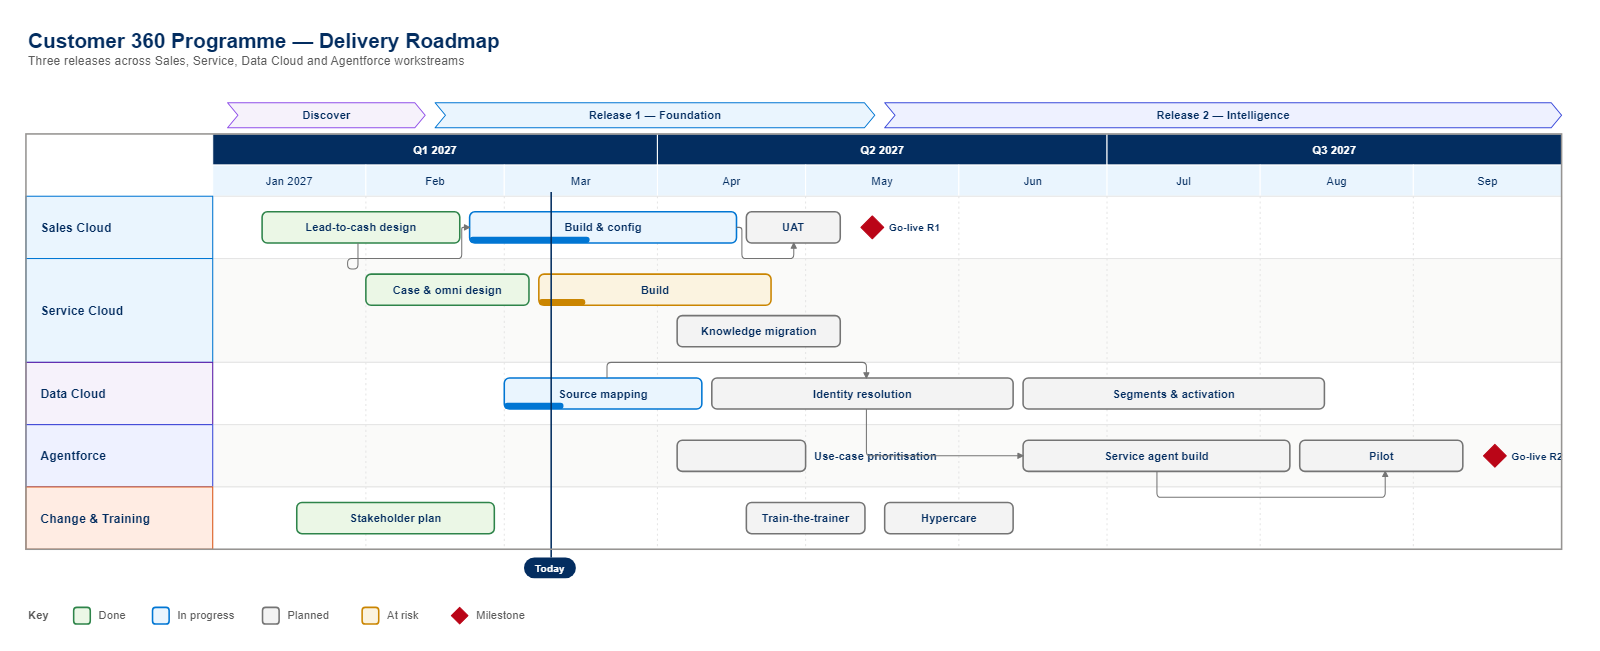 Customer 360 Programme — Delivery Roadmap
Three releases across Sales, Service, Data Cloud and Agentforce workstreams
Discover
Release 1 — Foundation
Release 2 — Intelligence
Q1 2027
Q2 2027
Q3 2027
Jan 2027
Feb
Mar
Apr
May
Jun
Jul
Aug
Sep
Sales Cloud
Lead-to-cash design
Build & config
UAT
Go-live R1
Service Cloud
Case & omni design
Build
Knowledge migration
Data Cloud
Source mapping
Identity resolution
Segments & activation
Agentforce
Use-case prioritisation
Service agent build
Pilot
Go-live R2
Change & Training
Stakeholder plan
Train-the-trainer
Hypercare
Today
Key
Done
In progress
Planned
At risk
Milestone